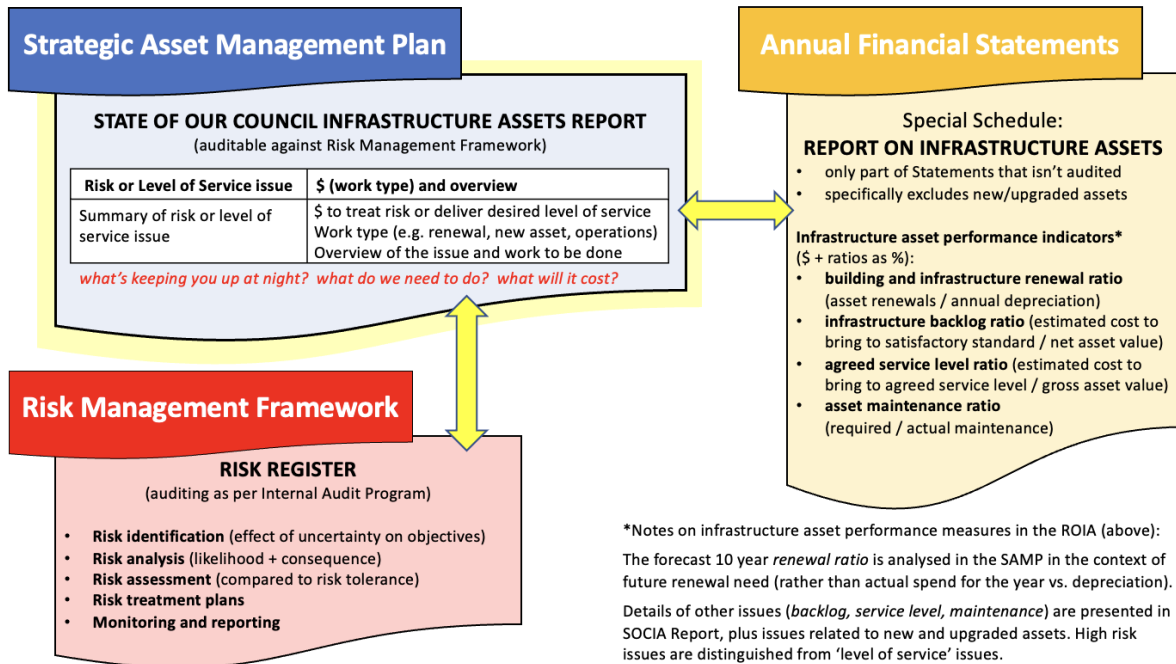 Strategic Asset Management Plan
STATE OF OUR COUNCIL INFRASTRUCTURE ASSETS REPORT
(auditable against Risk Management Framework)
Risk or Level of Service issue
$ (work type) and overview
Summary of risk or level of
service issue
$ to treat risk or deliver desired level of service
Work type (e.g. renewal, new asset, operations)
Overview of the issue and work to be done
what's keeping you up at night? what do we need to do? what will it cost?
Annual Financial Statements
Special Schedule:
REPORT ON INFRASTRUCTURE ASSETS
• only part of Statements that isn't audited
• specifically excludes new/upgraded assets
Infrastructure asset performance indicators*
($ + ratios as %):
• building and infrastructure renewal ratio
(asset renewals / annual depreciation)
• infrastructure backlog ratio (estimated cost to
bring to satisfactory standard / net asset value)
• agreed service level ratio (estimated cost to
bring to agreed service level / gross asset value)
• asset maintenance ratio
(required / actual maintenance)
Risk Management Framework
RISK REGISTER
(auditing as per Internal Audit Program)
• Risk identification (effect of uncertainty on objectives)
• Risk analysis (likelihood + consequence)
• Risk assessment (compared to risk tolerance)
• Risk treatment plans
• Monitoring and reporting
*Notes on infrastructure asset performance measures in the ROIA (above):
The forecast 10 year renewal ratio is analysed in the SAMP in the context of
future renewal need (rather than actual spend for the year vs. depreciation).
Details of other issues (backlog, service level, maintenance) are presented in
SOCIA Report, plus issues related to new and upgraded assets. High risk
issues are distinguished from 'level of service' issues.